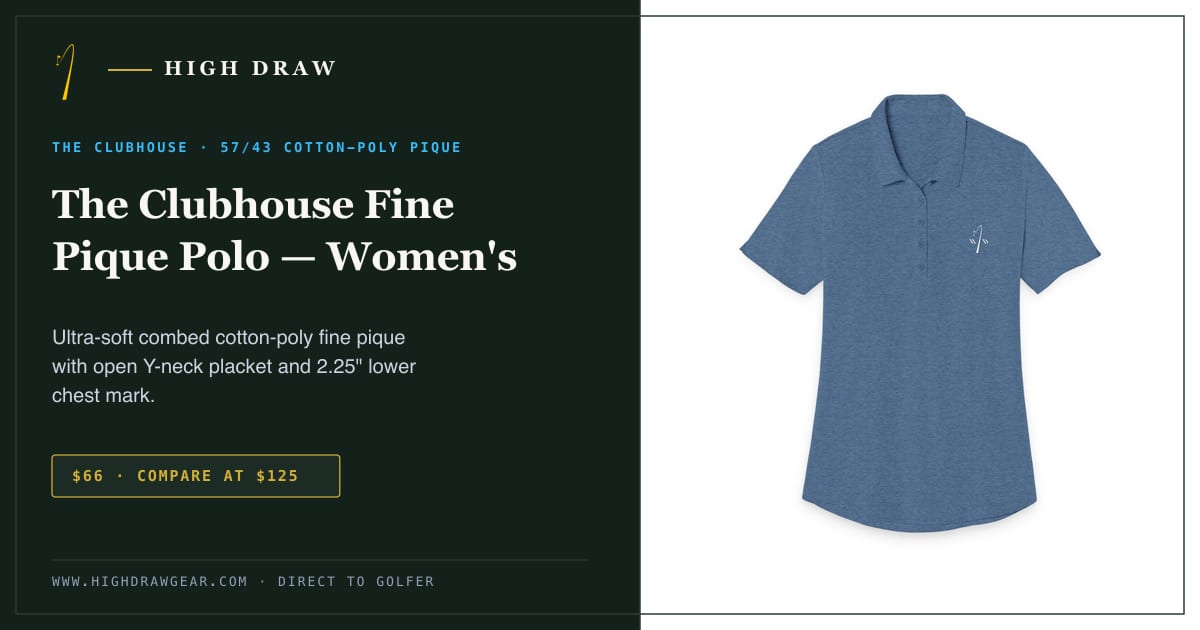 HIGH DRAW
THE CLUBHOUSE · 57/43 COTTON–POLY PIQUE
The Clubhouse Fine
Pique Polo — Women's
Ultra-soft combed cotton-poly fine pique
with open Y-neck placket and 2.25" lower
chest mark.
$66 · COMPARE AT $125
WWW.HIGHDRAWGEAR.COM · DIRECT TO GOLFER